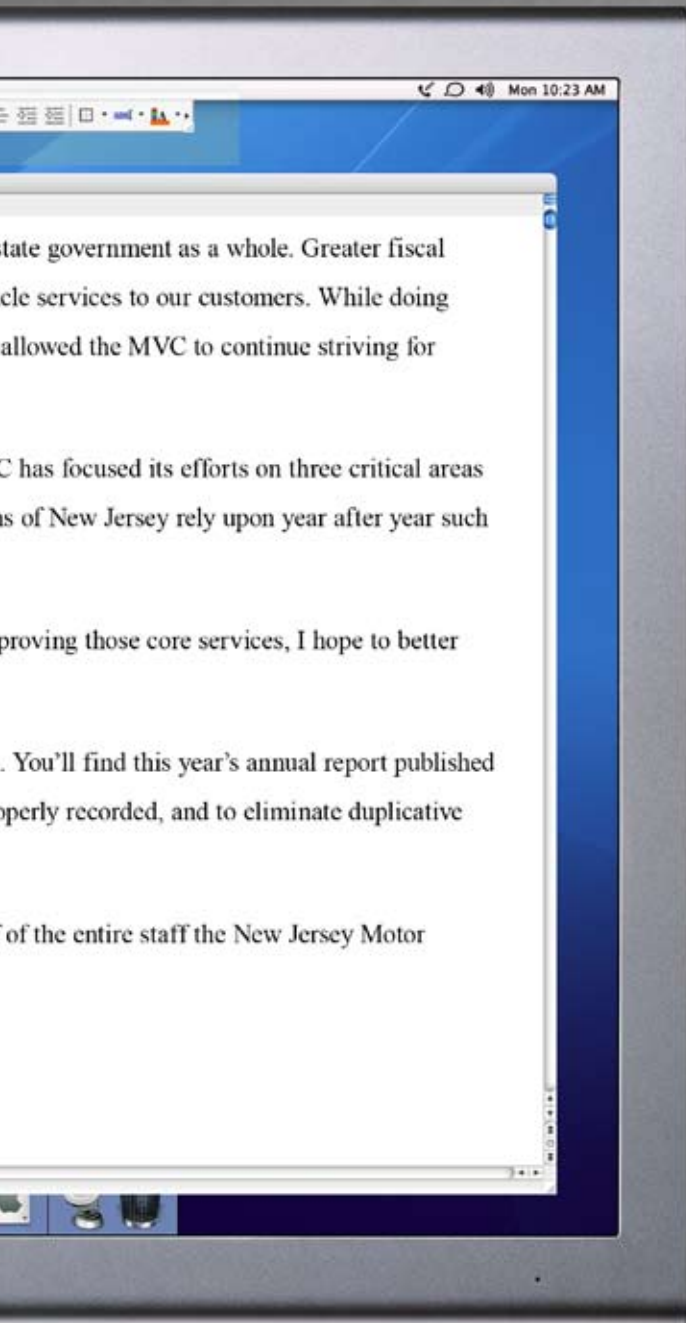 Mon 10:23 AM
state government as a whole. Greater fiscal
cle services to our customers. While doing
allowed the MVC to continue striving for
C has focused its efforts on three critical areas
ns of New Jersey rely upon year after year such
proving those core services, I hope to better
. You'll find this year's annual report published
operly recorded, and to eliminate duplicative
f of the entire staff the New Jersey Motor